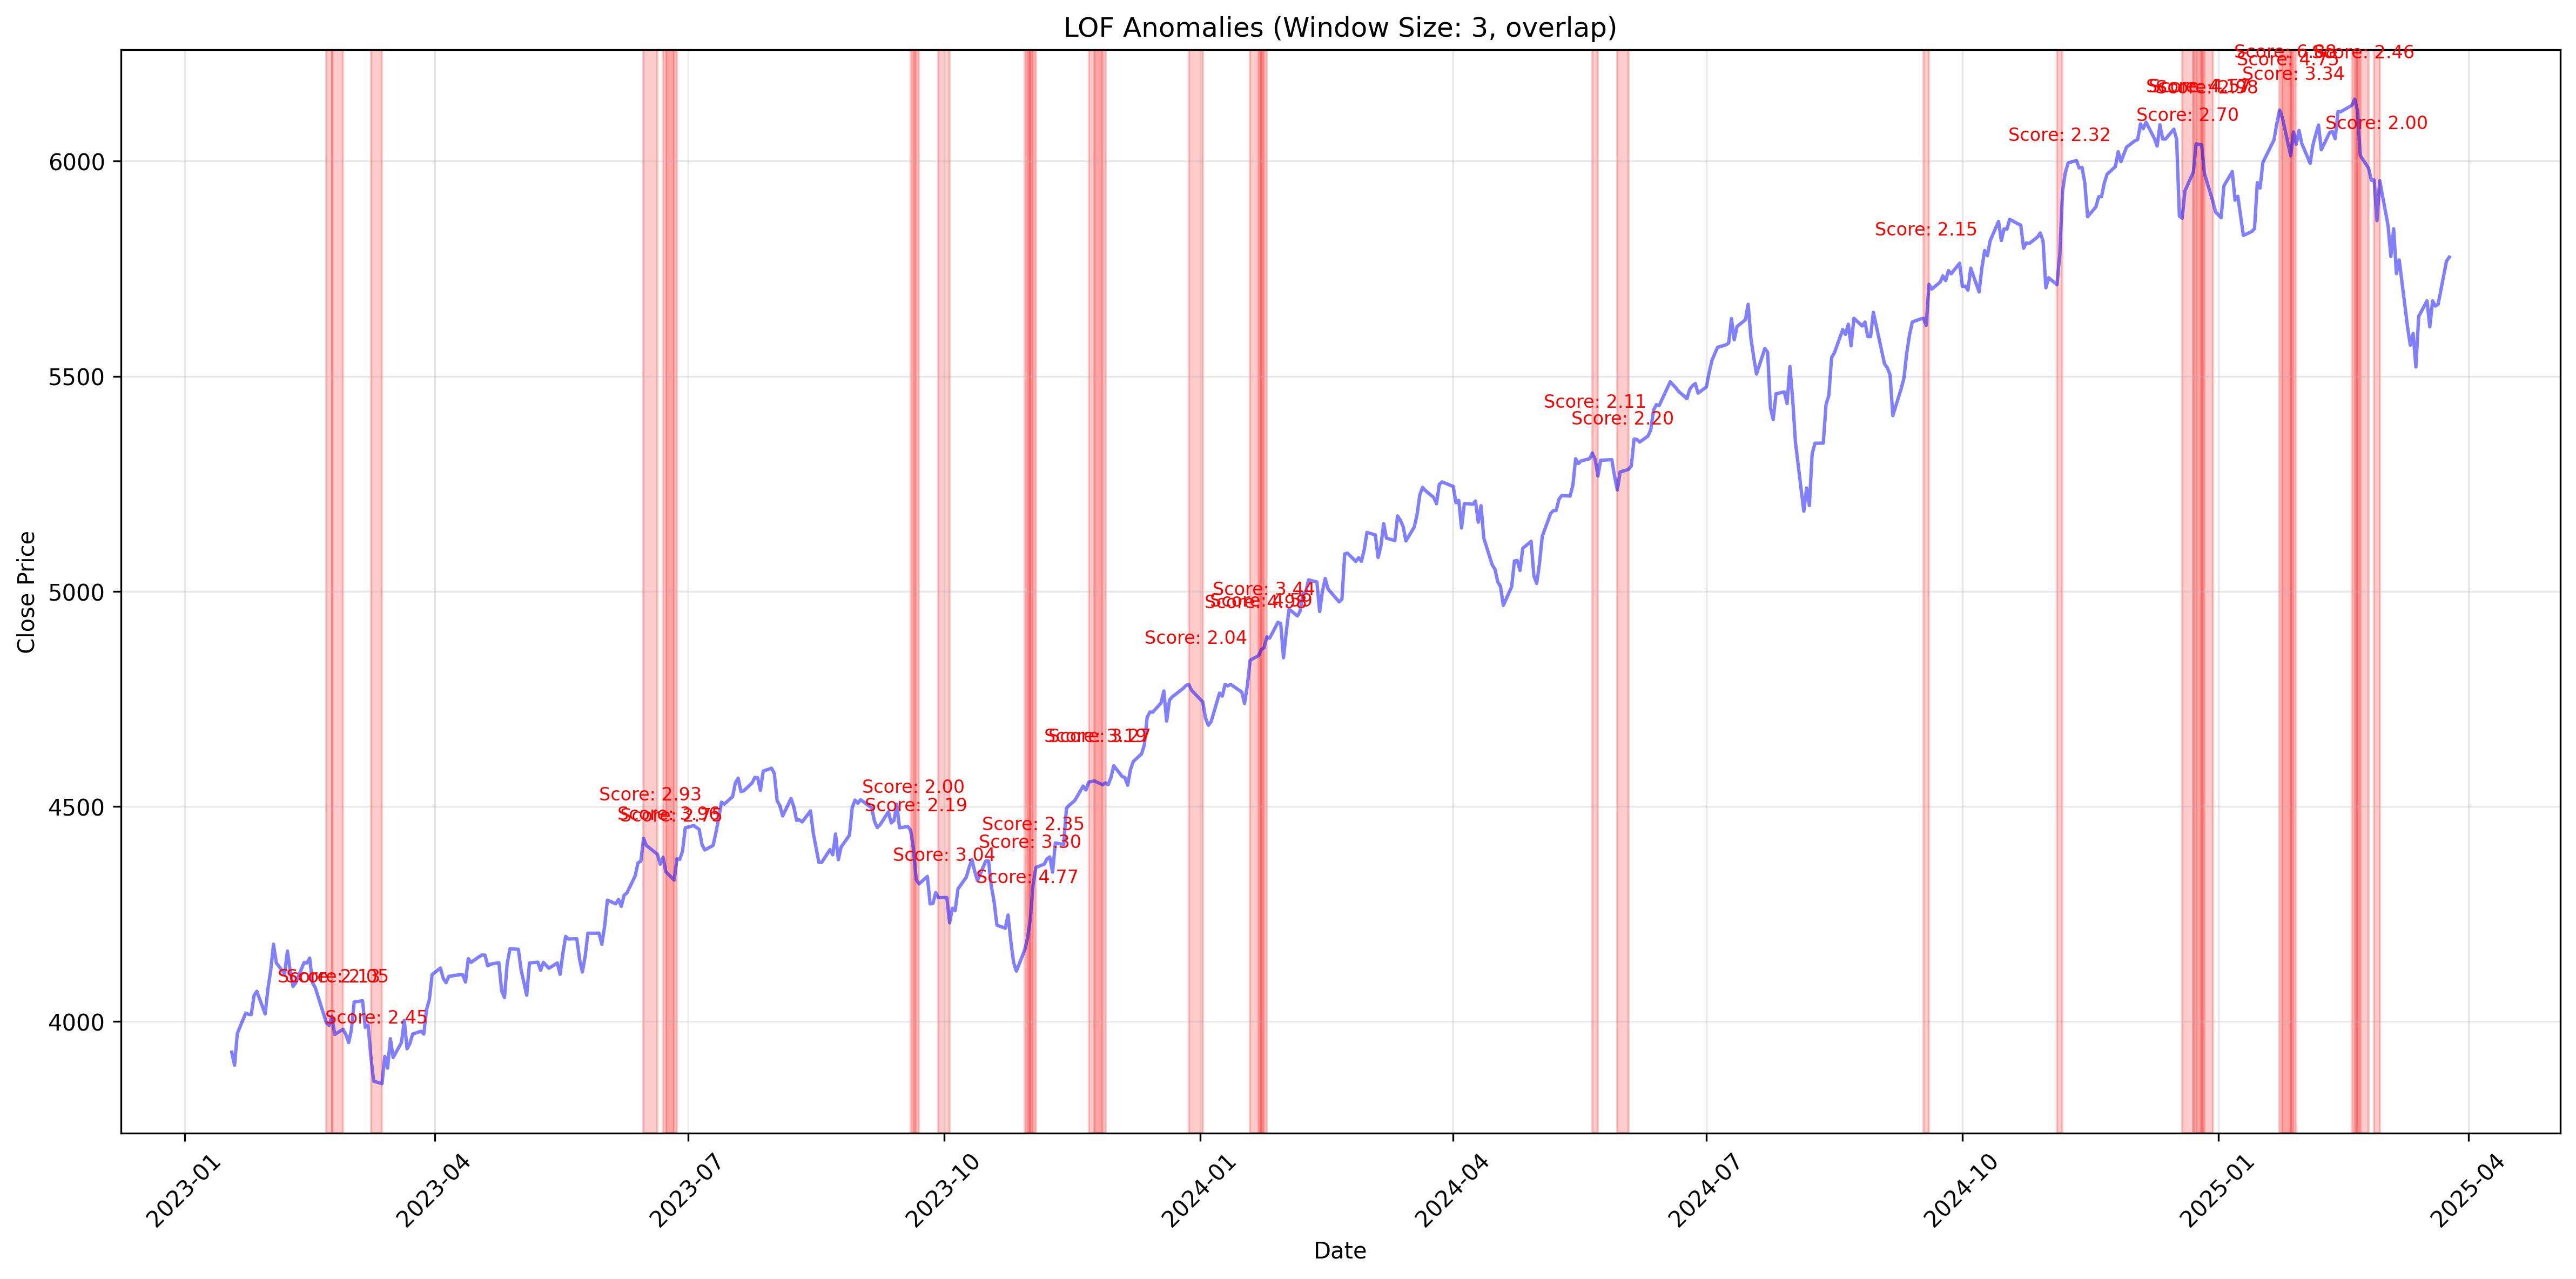 LOF Anomalies (Window Size: 3, overlap)
Score: 2.46
Score: 4.75
Score: 3.34
Score: 2.70
Score: 2.00
Score: 2.32
Score: 2.15
Score: 2.11
Score: 2.20
Score: 3.44
Score: 4.98
Score: 2.04
Score: 2.93
Score: 2.00
Score: 2.19
Score: 2.35
Score: 3.30
Score: 3.04
Score: 4.77
Score: 2.45
6000
5500
5000
4500
4000
Close Price
2023-01
2023-04
2023-07
2023-10
2024-01
2024-04
2024-07
2024-10
2025-01
2025-04
Date